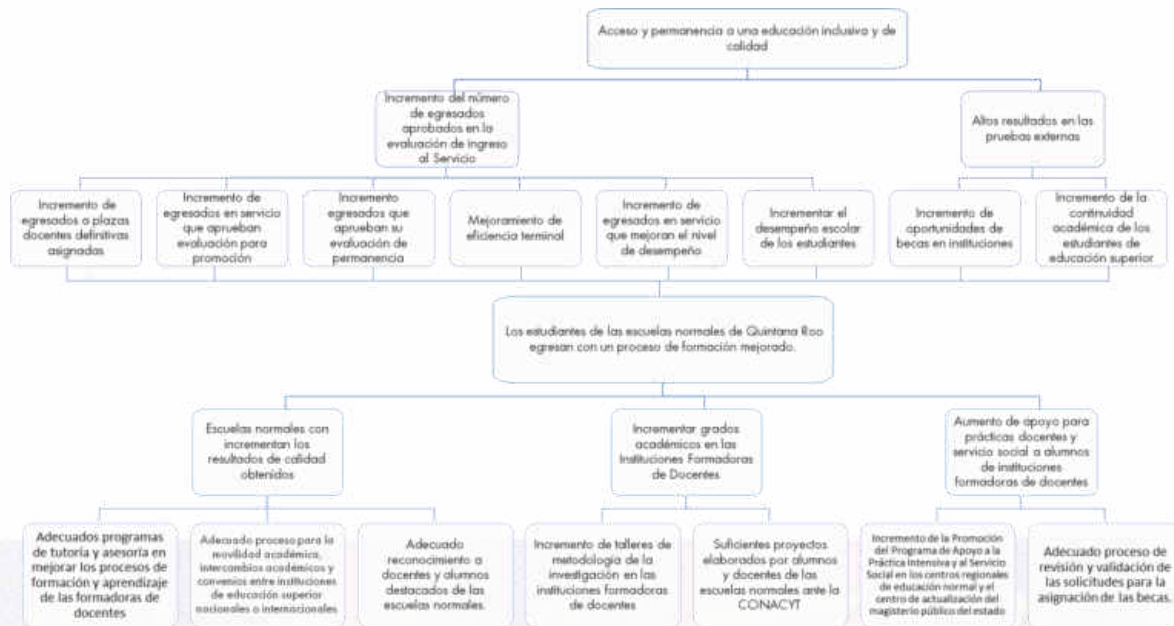 Acceso y permanencia a una educación inclusiva y de
calidad
Incremento del número
de egresados
aprobados en la
evaluación de ingreso
al Servicio
Altos resultados en las
pruebas externas
Incremento de
egresados a plazas
docentes definitivas
asignadas
Incremento de
egresados en servicio
que aprueban
evaluación para
promoción
Incremento
egresados que
aprueban su
evaluación de
permanencia
Mejoramiento de
eficiencia terminal
Incremento de
egresados en servicio
que mejoran el nivel
de desempeño
Incrementar el
desempeño escolar
de los estudiantes
Incremento de
oportunidades de
becas en instituciones
Incremento de la
continuidad
académica de los
estudiantes de
educación superior
Los estudiantes de las escuelas normales de Quintana Roo
egresan con un proceso de formación mejorado.
Escuelas normales con
incrementan los
resultados de calidad
obtenidos
Incrementar grados
académicos en las
Instituciones Formadoras
de Docentes
Aumento de apoyo para
prácticas docentes y
servicio social a alumnos
de instituciones
formadoras de docentes
Adecuados programas
de tutoría y asesoría en
mejorar los procesos de
formación y aprendizaje
de las formadoras de
docentes
Adecuado proceso para la
movilidad académica,
intercambios académicos y
convenios entre instituciones
de educación superior
nacionales o internacionales
Adecuado
reconocimiento a
docentes y alumnos
destacados de las
escuelas normales.
Incremento de talleres de
metodología de la
investigación en las
instituciones formadoras
de docentes
Suficientes proyectos
elaborados por alumnos
y docentes de las
escuelas normales ante la
CONACYT
Incremento de la Promoción
del Programa de Apoyo a la
Práctica Intensiva y al Servicio
Social en los centros regionales
de educación normal y el
centro de actualización del
magisterio público del estado
Adecuado proceso de
revisión y validación de
las solicitudes para la
asignación de las becas.